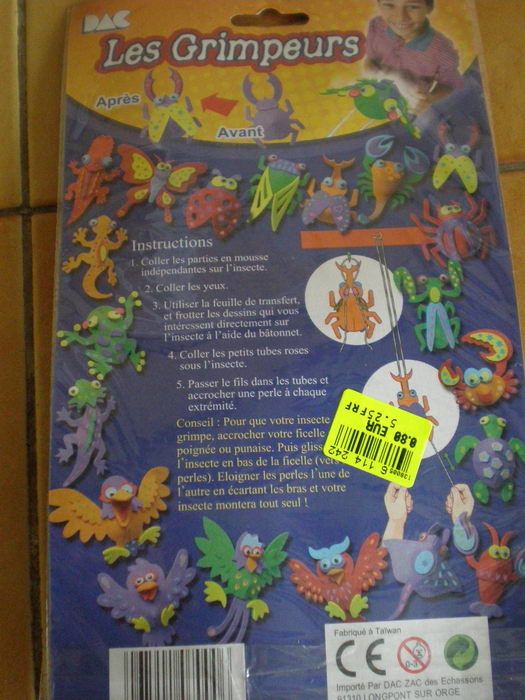 DAC
Les Grimpeurs
Après
Avant
Instructions
1. Coller les parties en mousse
indépendantes sur l'insecte.
2. Coller les yeux.
3. Utiliser la feuille de transfert,
et frotter les dessins qui vous
intéressent directement sur
l'insecte à l'aide du bâtonnet.
4. Coller les petits tubes roses
sous l'insecte.
5. Passer le fils dans les tubes et
accrocher une perle à chaque
extrémité.
Conseil : Pour que votre insecte
grimpe, accrocher votre ficelle
poignée ou punaise. Puis gliss
l'insecte en bas de la ficelle (vers
perles). Eloigner les perles l'une de
l'autre en écartant les bras et votre
insecte montera tout seul !
6 114 242
0.80 EUR
5.25FRF
Fabriqué à Taïwan
CE
0-3
Importé Par DAC ZAC des Echassons
91310 LONGPONT SUR ORGE